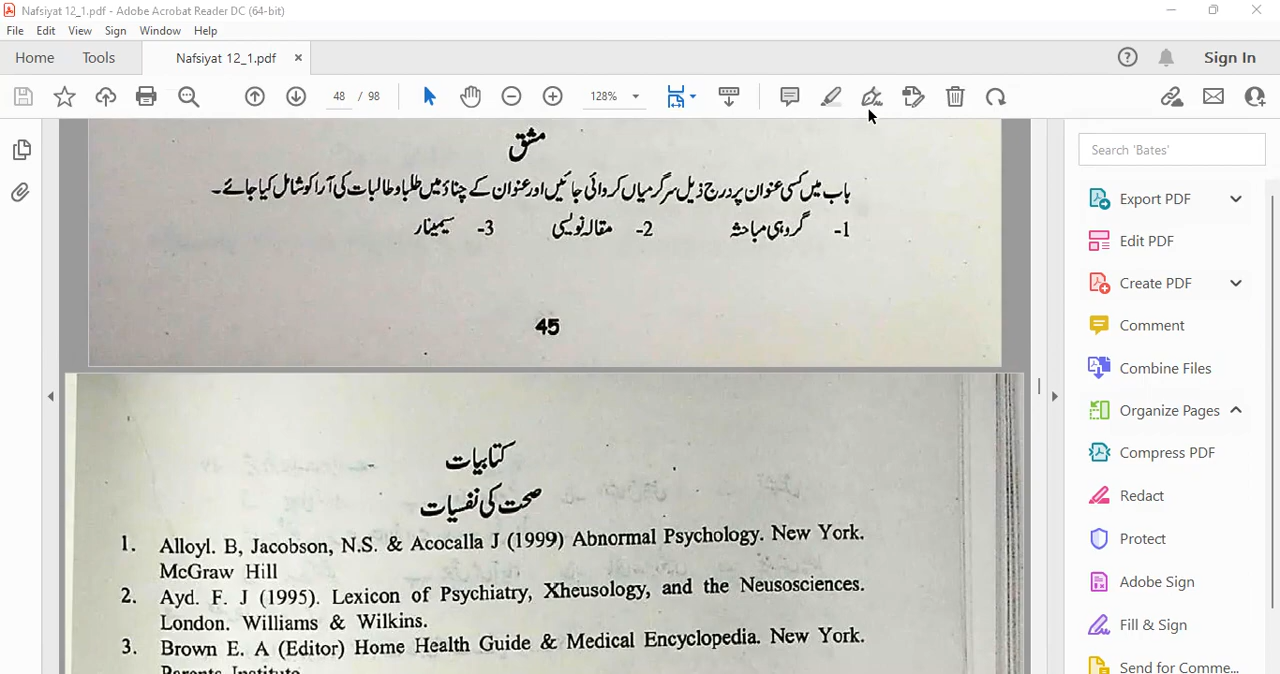 Nafsiyat 12_1.pdf - Adobe Acrobat Reader DC (64-bit)
File Edit View Sign Window Help
Home Tools Nafsiyat 12_1.pdf × Sign In
48 / 98 128%
Search 'Bates'
مشق
باب میں کسی عنوان پر درج ذیل سرگرمیاں کروائی جائیں اور عنوان کے چناؤ میں طلبا و طالبات کی آرا کو شامل کیا جائے۔
1- گروہی مباحثہ 2- مقالہ نویسی 3- سیمینار
45
کتابیات
صحت کی نفسیات
1. Alloyl. B, Jacobson, N.S. & Acocalla J (1999) Abnormal Psychology. New York.
McGraw Hill
2. Ayd. F. J (1995). Lexicon of Psychiatry, Xheusology, and the Neusosciences.
London. Williams & Wilkins.
3. Brown E. A (Editor) Home Health Guide & Medical Encyclopedia. New York.
Parents Institute
Export PDF
Edit PDF
Create PDF
Comment
Combine Files
Organize Pages
Compress PDF
Redact
Protect
Adobe Sign
Fill & Sign
Send for Comme...